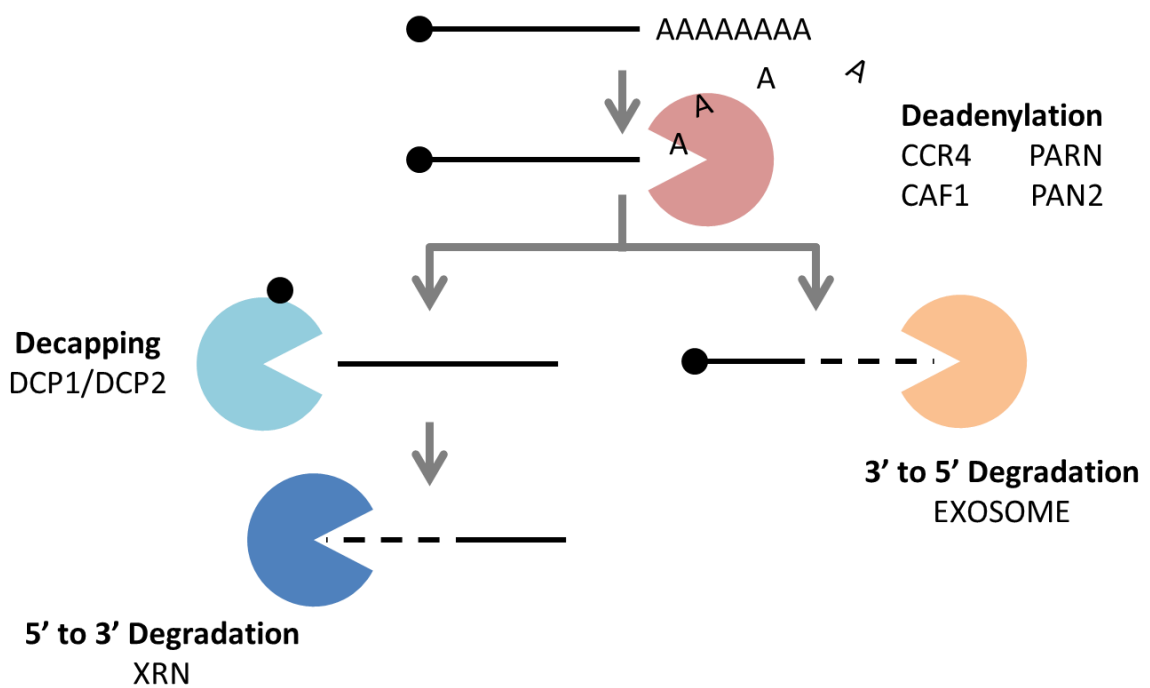 AAAAAAAA
A
A
A
A
Deadenylation
CCR4 PARN
CAF1 PAN2
Decapping
DCP1/DCP2
3’ to 5’ Degradation
EXOSOME
5’ to 3’ Degradation
XRN